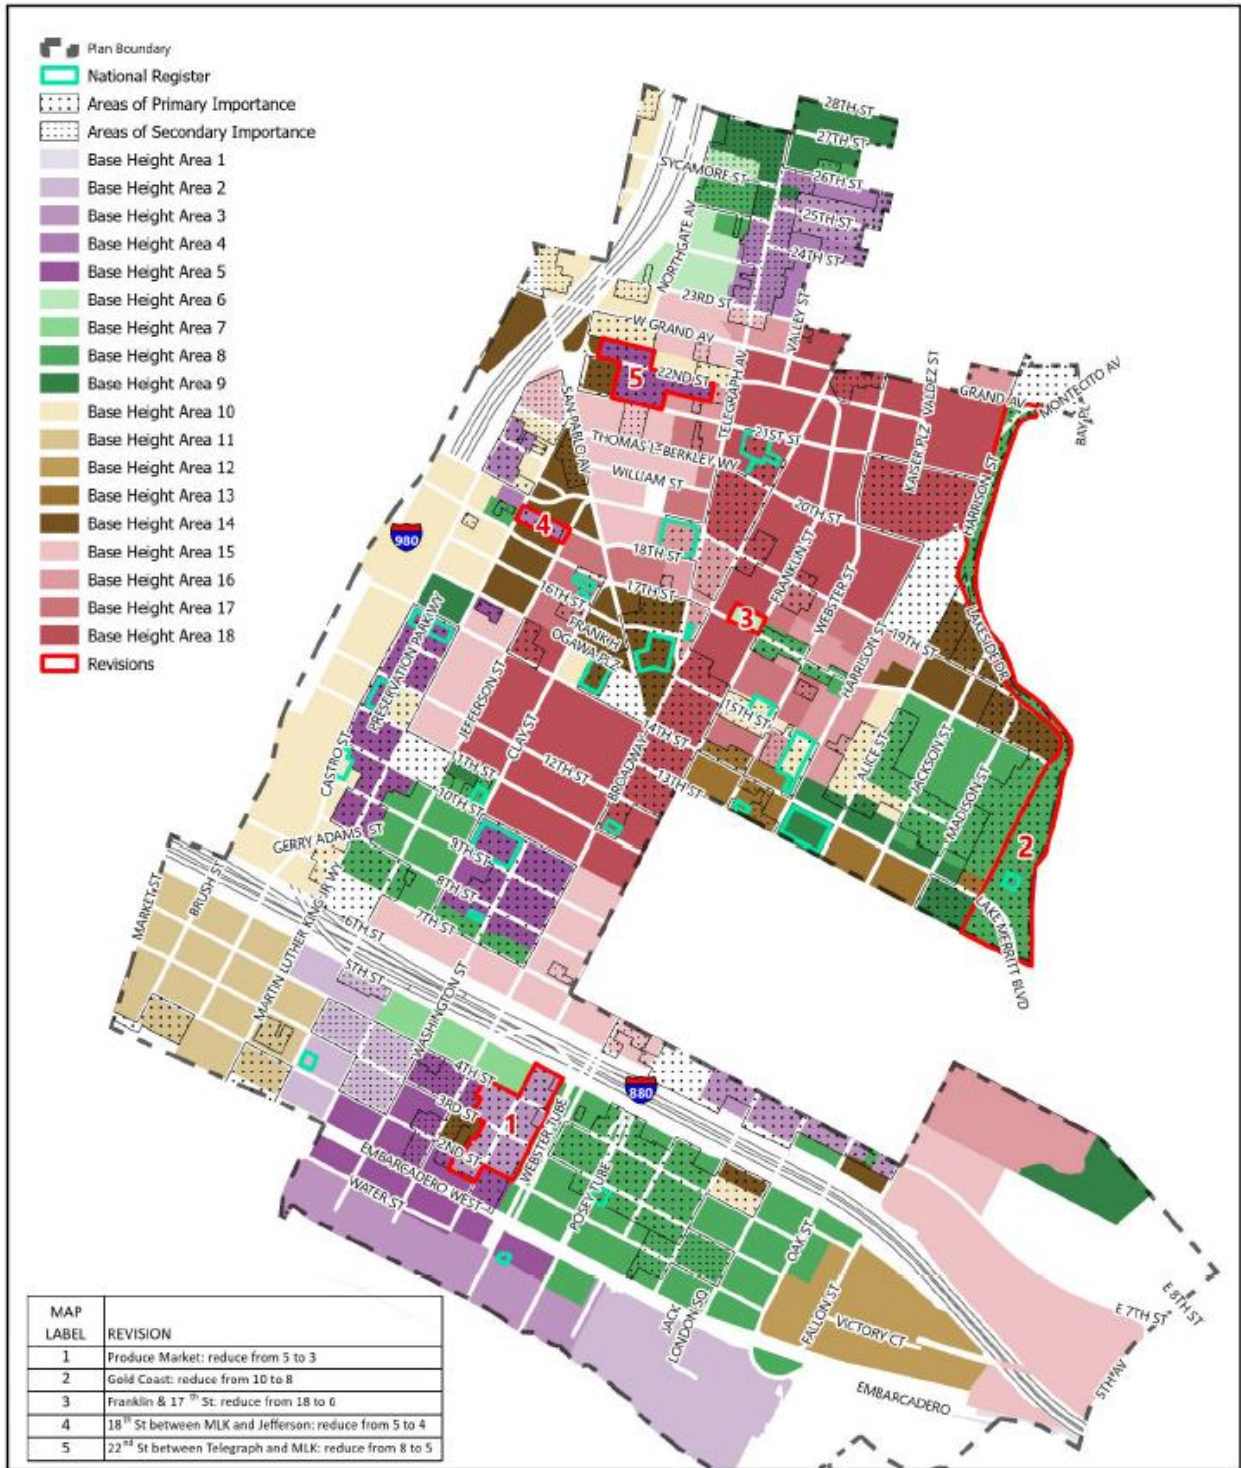 Plan Boundary
National Register
Areas of Primary Importance
Areas of Secondary Importance
Base Height Area 1
Base Height Area 2
Base Height Area 3
Base Height Area 4
Base Height Area 5
Base Height Area 6
Base Height Area 7
Base Height Area 8
Base Height Area 9
Base Height Area 10
Base Height Area 11
Base Height Area 12
Base Height Area 13
Base Height Area 14
Base Height Area 15
Base Height Area 16
Base Height Area 17
Base Height Area 18
Revisions
28TH ST
27TH ST
SYCAMORE ST
26TH ST
25TH ST
24TH ST
NORTHGATE AV
23RD ST
VALLEY ST
W GRAND AV
22ND ST
5
TELEGRAPH AV
SAN PABLO AV
21ST ST
THOMAS L BERKLEY WY
WILLIAM ST
KAISER PLZ
VALDEZ ST
GRAND AV
MONTECITO AV
BAY PL
HARRISON ST
20TH ST
4
980
18TH ST
17TH ST
16TH ST
FRANK H
OGAWA PLZ
3
FRANKLIN ST
WEBSTER ST
HARRISON ST
19TH ST
LAKESIDE DR
PRESERVATION PARK WY
JEFFERSON ST
CLAY ST
15TH ST
14TH ST
13TH ST
12TH ST
11TH ST
10TH ST
9TH ST
8TH ST
7TH ST
6TH ST
5TH ST
BROADWAY
ALICE ST
JACKSON ST
MADISON ST
2
LAKE MERRITT BLVD
CASTRO ST
GERRY ADAMS ST
MARKET ST
BRUSH ST
MARTIN LUTHER KING JR WY
WASHINGTON ST
4TH ST
3RD ST
2ND ST
1
880
EMBARCADERO WEST
WATER ST
WEBSTER TUBE
POSEY TUBE
JACK
LONDON SQ
OAK ST
FALLON ST
VICTORY CT
EMBARCADERO
5TH AV
E 7TH ST
E 8TH ST
MAP
LABEL REVISION
1 Produce Market: reduce from 5 to 3
2 Gold Coast: reduce from 10 to 8
3 Franklin & 17 th St: reduce from 18 to 6
4 18th St between MLK and Jefferson: reduce from 5 to 4
5 22nd St between Telegraph and MLK: reduce from 8 to 5